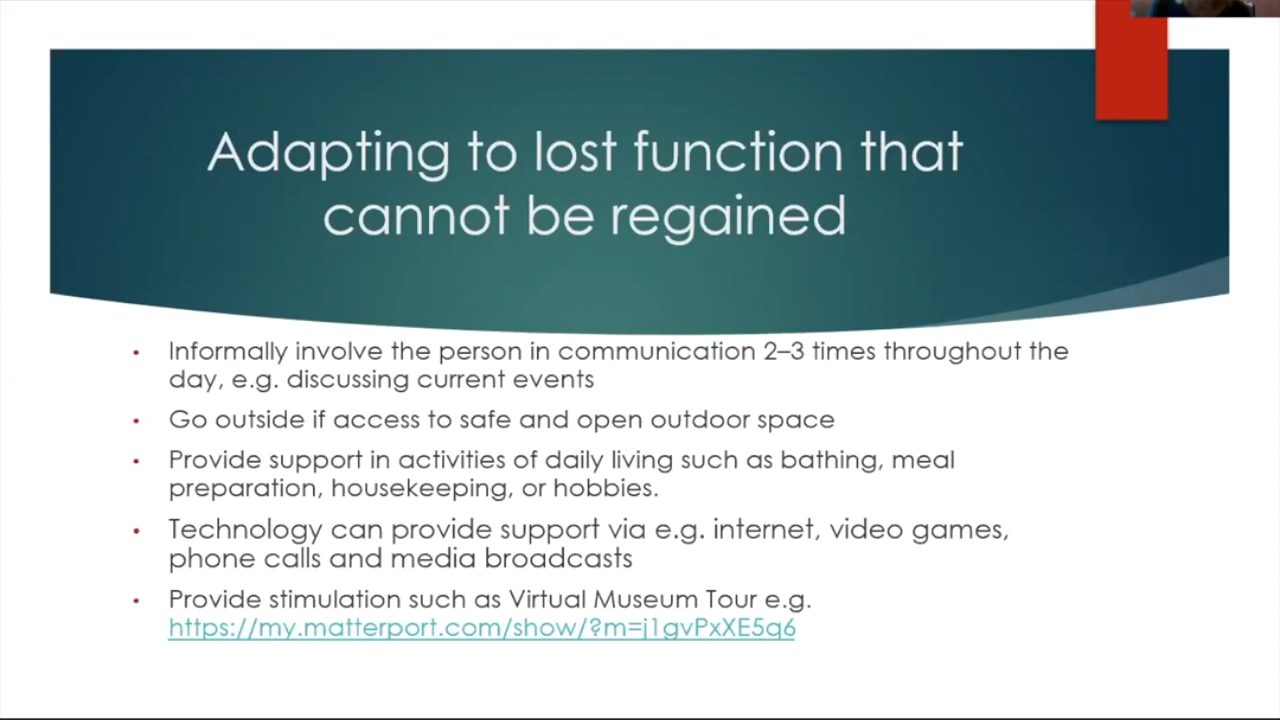 Adapting to lost function that
cannot be regained
• Informally involve the person in communication 2–3 times throughout the
day, e.g. discussing current events
• Go outside if access to safe and open outdoor space
• Provide support in activities of daily living such as bathing, meal
preparation, housekeeping, or hobbies.
• Technology can provide support via e.g. internet, video games,
phone calls and media broadcasts
• Provide stimulation such as Virtual Museum Tour e.g.
https://my.matterport.com/show/?m=j1gvPxXE5q6